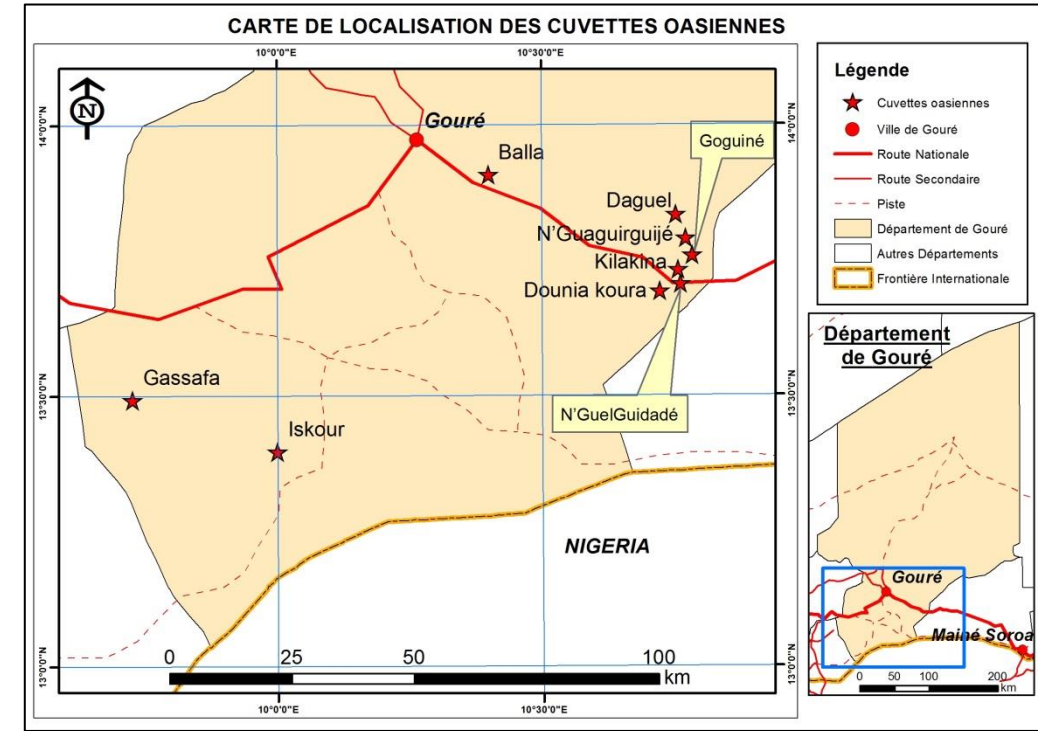 CARTE DE LOCALISATION DES CUVETTES OASIENNES
10°0'0"E
10°30'0"E
14°0'0"N
14°0'0"N
N
Gouré
Balla
Goguiné
Daguel
N'Guaguirguijé
Kilakina
Dounia koura
Gassafa
13°30'0"N
13°30'0"N
N'GuelGuidadé
Iskour
NIGERIA
0 25 50 100
km
13°0'0"N
13°0'0"N
10°0'0"E
10°30'0"E
Légende
Cuvettes oasiennes
Ville de Gouré
Route Nationale
Route Secondaire
Piste
Département de Gouré
Autres Départements
Frontière Internationale
Département
de Gouré
Gouré
Maïné Soroa
0 50 100 200
km